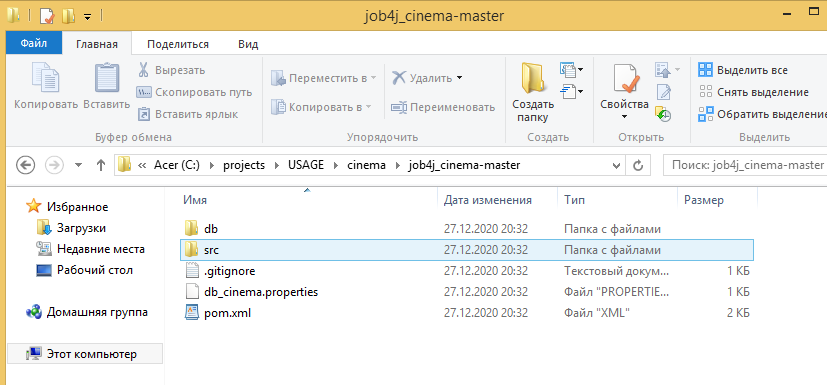 job4j_cinema-master
Файл Главная Поделиться Вид
Копировать Вставить Вырезать Скопировать путь Вставить ярлык
Буфер обмена
Переместить в Копировать в Удалить Переименовать
Упорядочить
Создать папку
Создать
Свойства
Открыть
Выделить все Снять выделение Обратить выделение
Выделить
Acer (C:) projects USAGE cinema job4j_cinema-master
Поиск: job4j_cinema-master
Избранное
Загрузки
Недавние места
Рабочий стол
Домашняя группа
Этот компьютер
Имя Дата изменения Тип Размер
db 27.12.2020 20:32 Папка с файлами
src 27.12.2020 20:32 Папка с файлами
.gitignore 27.12.2020 20:32 Текстовый докум... 1 КБ
db_cinema.properties 27.12.2020 20:32 Файл "PROPERTIE... 1 КБ
pom.xml 27.12.2020 20:32 Файл "XML" 2 КБ